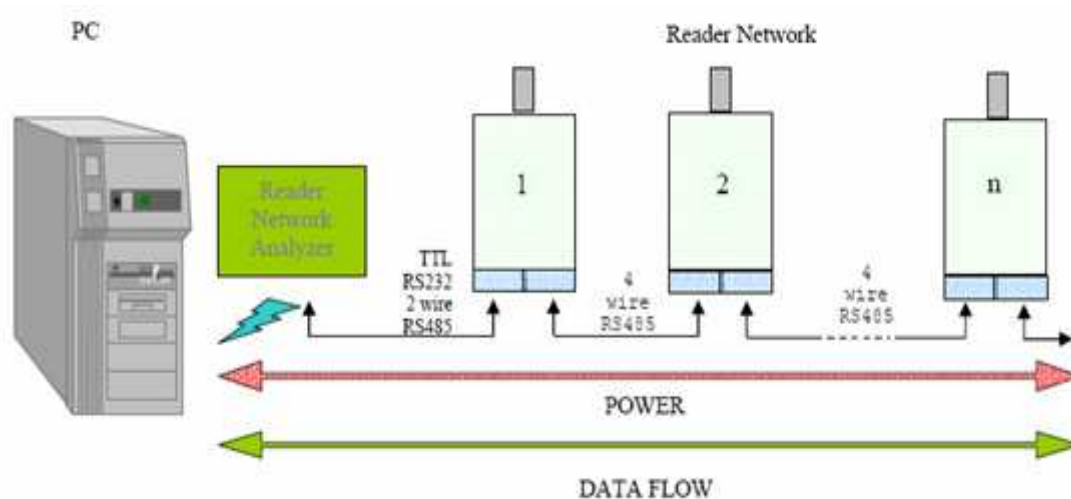 PC
Reader Network
Reader
Network
Analyzer
1
2
n
TTL
RS232
2 wire
RS485
4
wire
RS485
4
wire
RS485
POWER
DATA FLOW